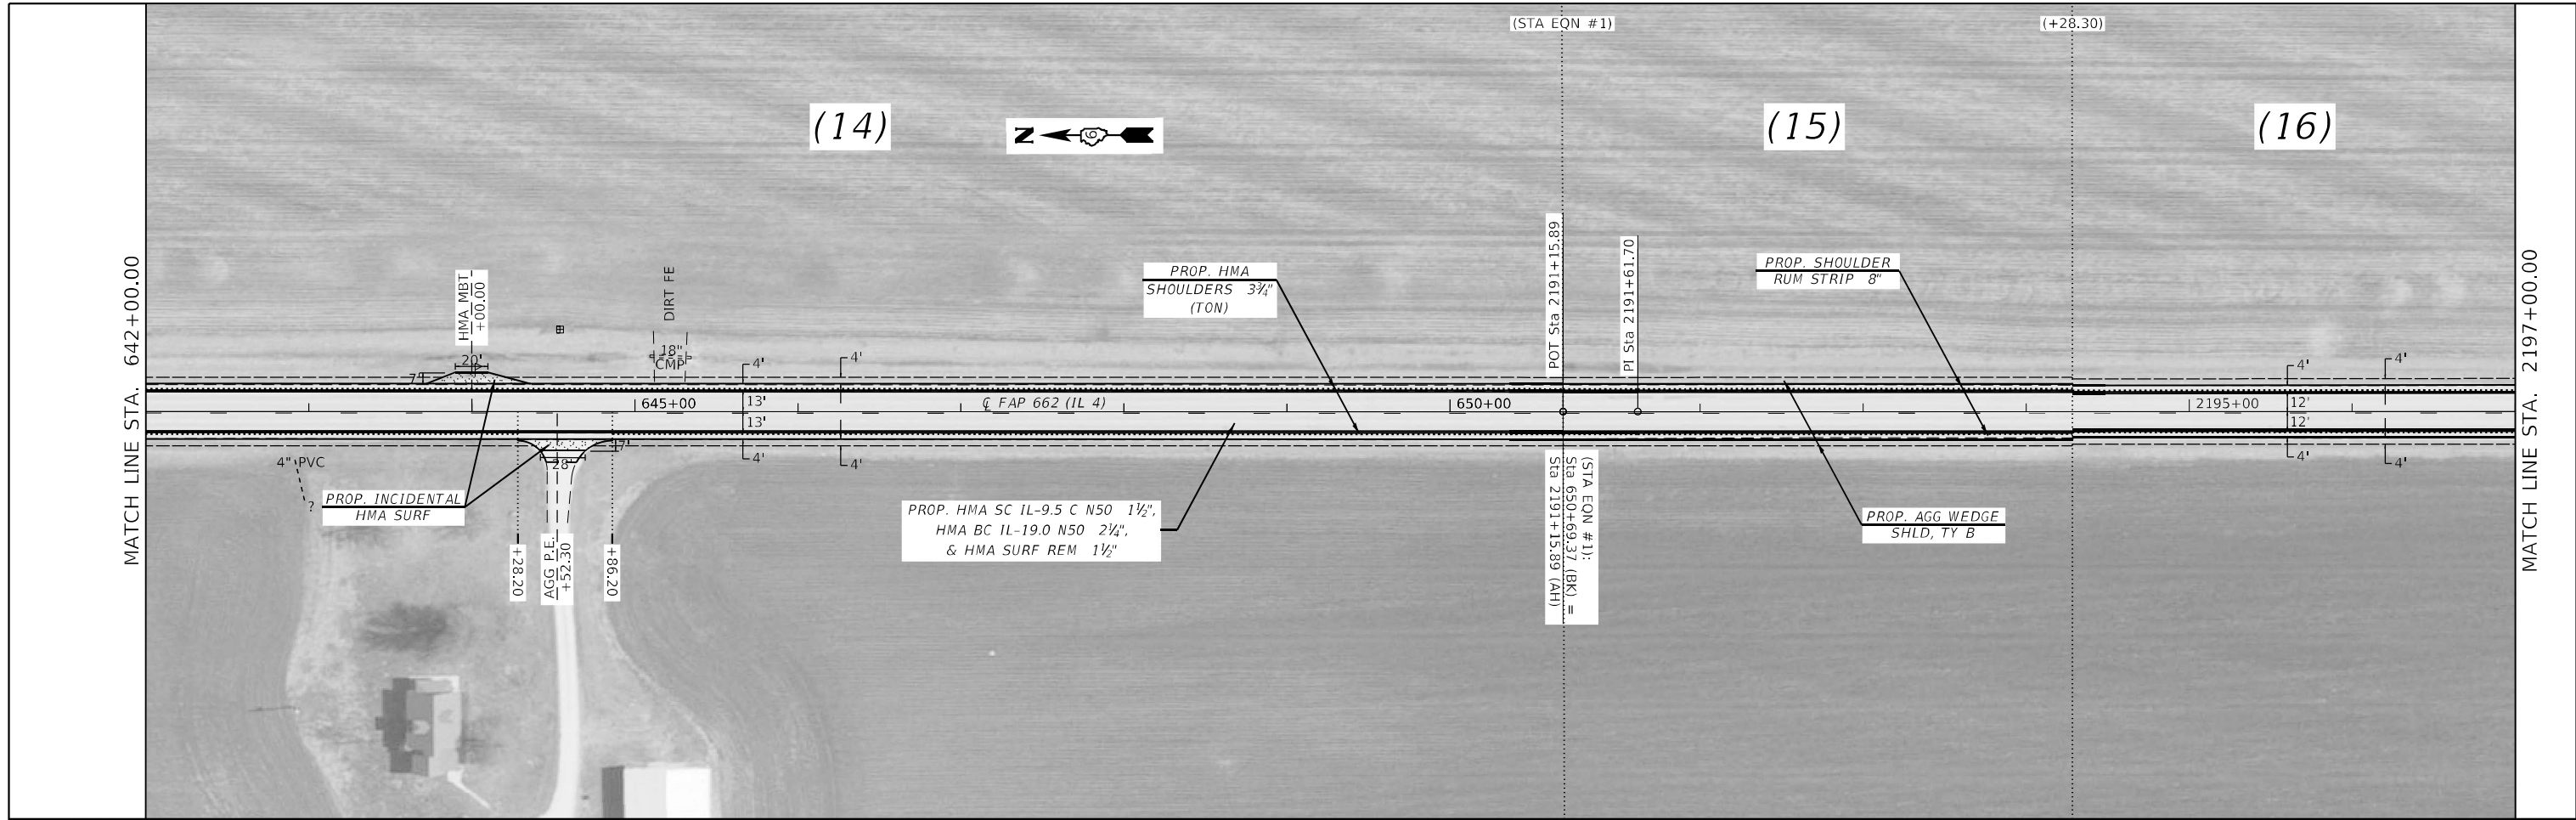 (STA EQN #1)
(+28.30)
(14)
N
(15)
(16)
MATCH LINE STA. 642+00.00
HMA MBT
+00.00
20'
7'
DIRT FE
18"
CMP
4'
4'
PROP. HMA
SHOULDERS 3¾"
(TON)
POT Sta 2191+15.89
PI Sta 2191+61.70
PROP. SHOULDER
RUM STRIP 8"
4'
4'
MATCH LINE STA. 2197+00.00
645+00
13'
13'
℄ FAP 662 (IL 4)
650+00
2195+00
12'
12'
4" PVC
?
28'
7'
4'
4'
4'
4'
PROP. INCIDENTAL
HMA SURF
+28.20
AGG P.E.
+52.30
+86.20
PROP. HMA SC IL-9.5 C N50 1½",
HMA BC IL-19.0 N50 2¼",
& HMA SURF REM 1½"
(STA EQN #1):
Sta 650+69.37 (BK) =
Sta 2191+15.89 (AH)
PROP. AGG WEDGE
SHLD, TY B